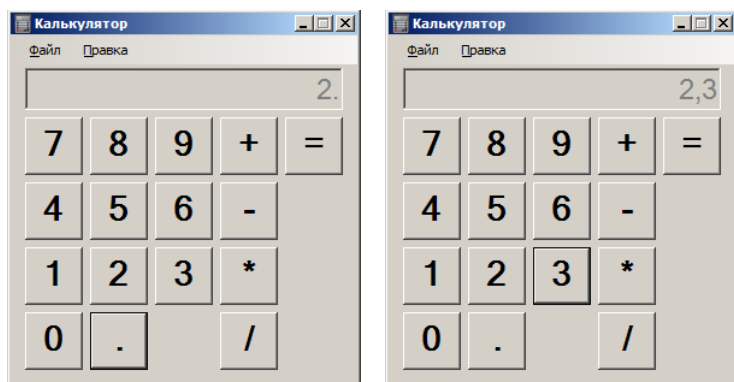 Калькулятор
Файл Правка
2.
7 8 9 + =
4 5 6 -
1 2 3 *
0 . /
Калькулятор
Файл Правка
2,3
7 8 9 + =
4 5 6 -
1 2 3 *
0 . /